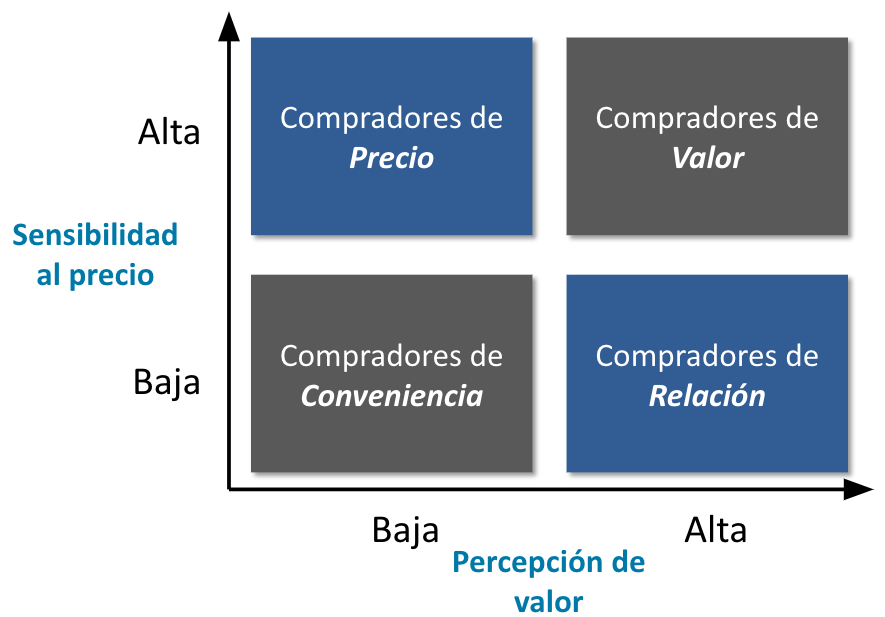 Alta
Compradores de
Precio
Compradores de
Valor
Sensibilidad
al precio
Baja
Compradores de
Conveniencia
Compradores de
Relación
Baja
Alta
Percepción de
valor